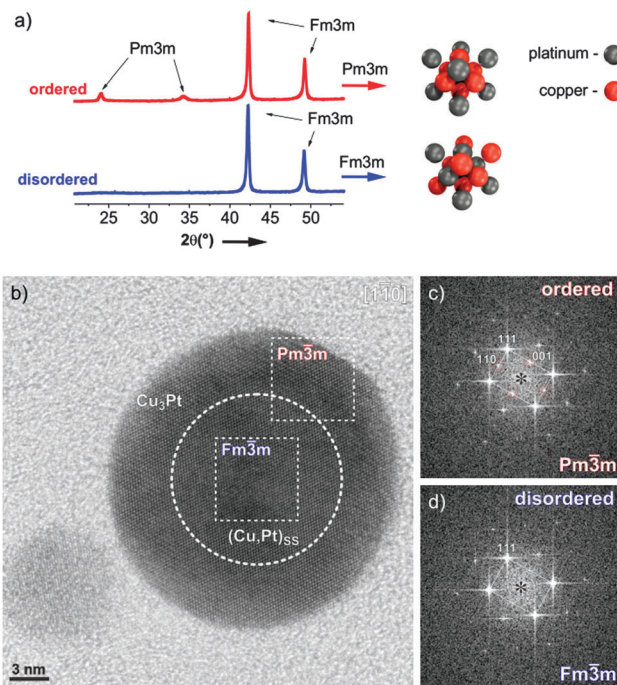 a)
Pm3m
Fm3m
ordered
Pm3m
platinum -
copper -
Fm3m
disordered
Fm3m
25 30 35 40 45 50
2θ(°)
b)
[11̄0]
Pm3̄m
Cu₃Pt
Fm3̄m
(Cu,Pt)SS
3 nm
c)
ordered
111
110
001
*
Pm3̄m
d)
disordered
111
*
Fm3̄m